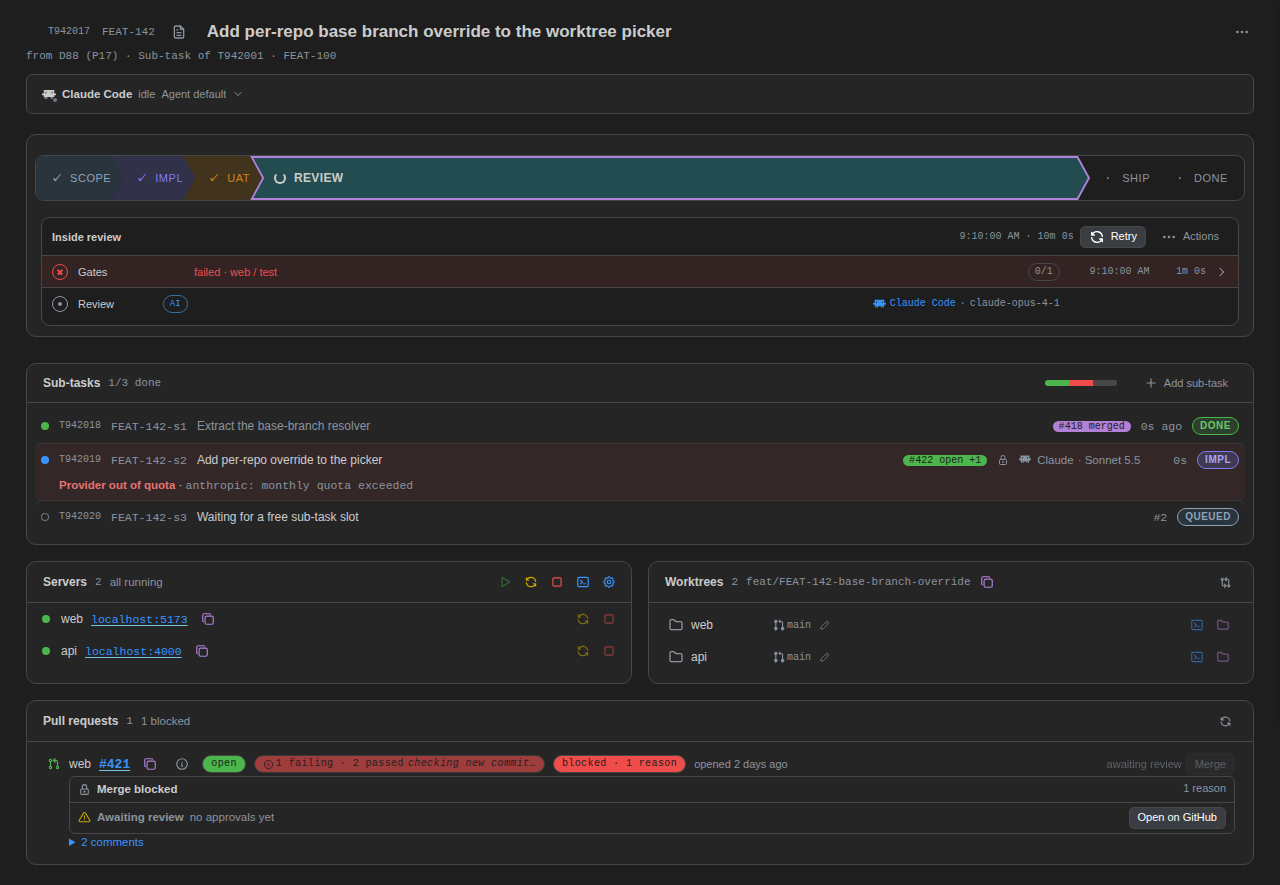 T942017 FEAT-142 Add per-repo base branch override to the worktree picker
from D88 (P17) · Sub-task of T942001 · FEAT-100
Claude Code idle Agent default
SCOPE IMPL UAT REVIEW SHIP DONE
Inside review 9:10:00 AM · 10m 0s Retry Actions
Gates failed · web / test 0/1 9:10:00 AM 1m 0s
Review AI Claude Code · claude-opus-4-1
Sub-tasks 1/3 done Add sub-task
T942018 FEAT-142-s1 Extract the base-branch resolver #418 merged 0s ago DONE
T942019 FEAT-142-s2 Add per-repo override to the picker #422 open +1 Claude · Sonnet 5.5 0s IMPL
Provider out of quota · anthropic: monthly quota exceeded
T942020 FEAT-142-s3 Waiting for a free sub-task slot #2 QUEUED
Servers 2 all running
web localhost:5173
api localhost:4000
Worktrees 2 feat/FEAT-142-base-branch-override
web main
api main
Pull requests 1 1 blocked
web #421 open 1 failing · 2 passed checking new commit… blocked · 1 reason opened 2 days ago awaiting review Merge
Merge blocked 1 reason
Awaiting review no approvals yet Open on GitHub
2 comments